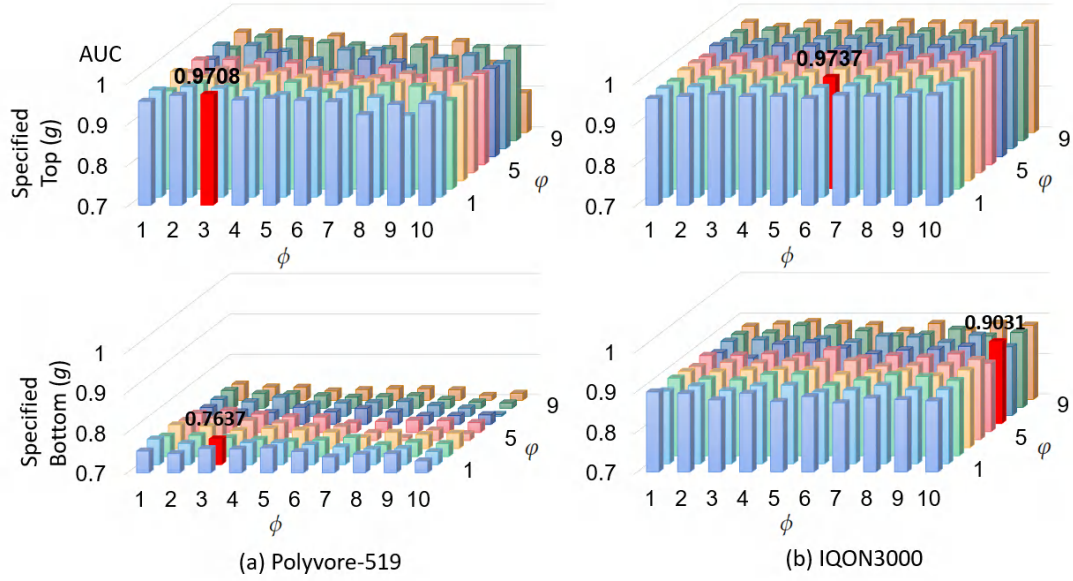 AUC
Specified
Top (g)
1
0.9
0.8
0.7
0.9708
1 2 3 4 5 6 7 8 9 10
ϕ
1
5
9
φ
1
0.9
0.8
0.7
0.9737
1 2 3 4 5 6 7 8 9 10
ϕ
1
5
9
φ
Specified
Bottom (g)
1
0.9
0.8
0.7
0.7637
1 2 3 4 5 6 7 8 9 10
ϕ
1
5
9
φ
1
0.9
0.8
0.7
0.9031
1 2 3 4 5 6 7 8 9 10
ϕ
1
5
9
φ
(a) Polyvore-519
(b) IQON3000